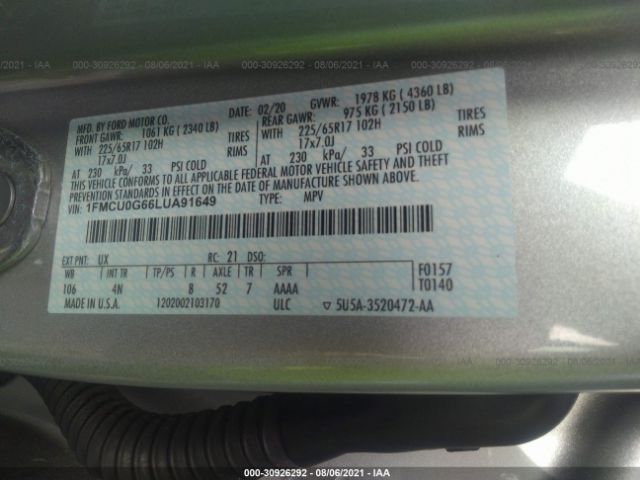 000-30926292 - 08/06/2021 - IAA
MFD. BY FORD MOTOR CO.
DATE: 02/20 GVWR: 1978 KG ( 4360 LB)
FRONT GAWR: 1061 KG ( 2340 LB) REAR GAWR: 975 KG ( 2150 LB)
WITH 225/65R17 102H TIRES WITH 225/65R17 102H TIRES
17x7.0J RIMS 17x7.0J RIMS
AT 230 kPa/ 33 PSI COLD AT 230 kPa/ 33 PSI COLD
THIS VEHICLE CONFORMS TO ALL APPLICABLE FEDERAL MOTOR VEHICLE SAFETY AND THEFT
PREVENTION STANDARDS IN EFFECT ON THE DATE OF MANUFACTURE SHOWN ABOVE.
VIN: 1FMCU0G66LUA91649 TYPE: MPV
EXT PNT: UX RC: 21 DSO:
WB INT TR TP/PS R AXLE TR SPR F0157
106 4N 8 52 7 AAAA T0140
MADE IN U.S.A. 1202002103170 ULC 5U5A-3520472-AA
000-30926292 - 08/06/2021 - IAA